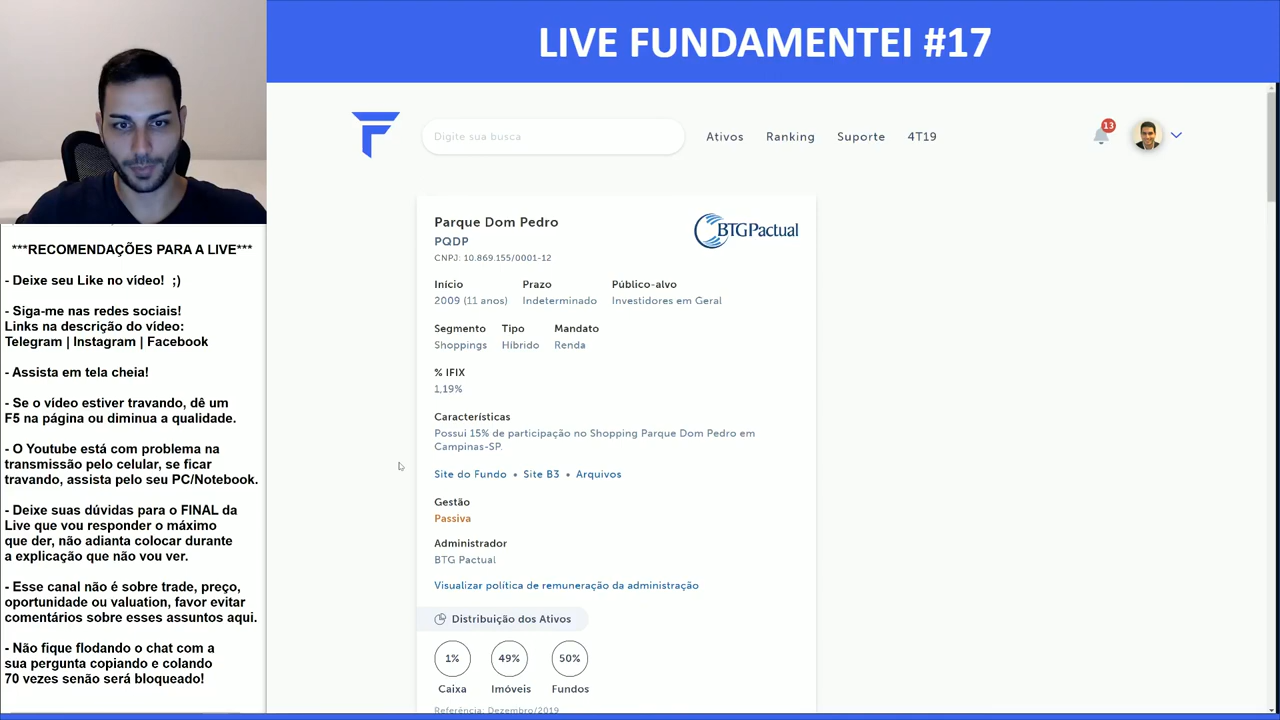 LIVE FUNDAMENTEI #17
Digite sua busca
Ativos
Ranking
Suporte
4T19
13
Parque Dom Pedro
PQDP
CNPJ: 10.869.155/0001-12
BTGPactual
Início
Prazo
Público-alvo
2009 (11 anos)
Indeterminado
Investidores em Geral
Segmento
Tipo
Mandato
Shoppings
Híbrido
Renda
% IFIX
1,19%
Características
Possui 15% de participação no Shopping Parque Dom Pedro em
Campinas-SP.
Site do Fundo • Site B3 • Arquivos
Gestão
Passiva
Administrador
BTG Pactual
Visualizar política de remuneração da administração
Distribuição dos Ativos
1%
49%
50%
Caixa
Imóveis
Fundos
Referência: Dezembro/2019
***RECOMENDAÇÕES PARA A LIVE***
- Deixe seu Like no vídeo! ;)
- Siga-me nas redes sociais!
Links na descrição do vídeo:
Telegram | Instagram | Facebook
- Assista em tela cheia!
- Se o vídeo estiver travando, dê um
F5 na página ou diminua a qualidade.
- O Youtube está com problema na
transmissão pelo celular, se ficar
travando, assista pelo seu PC/Notebook.
- Deixe suas dúvidas para o FINAL da
Live que vou responder o máximo
que der, não adianta colocar durante
a explicação que não vou ver.
- Esse canal não é sobre trade, preço,
oportunidade ou valuation, favor evitar
comentários sobre esses assuntos aqui.
- Não fique flodando o chat com a
sua pergunta copiando e colando
70 vezes senão será bloqueado!